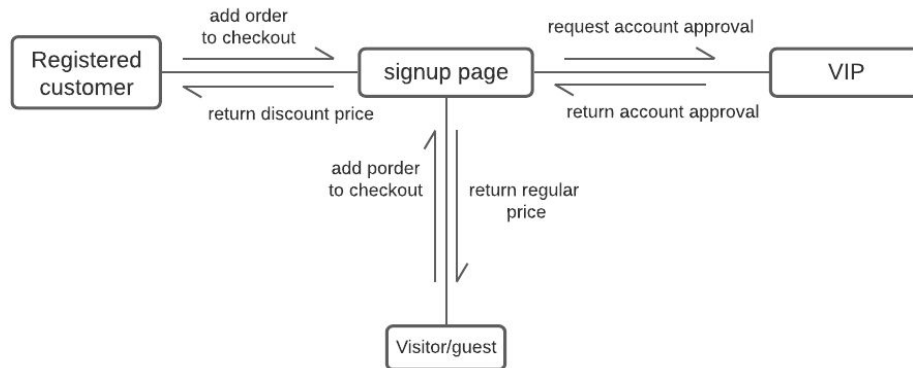 add order
to checkout
request account approval
Registered
customer
signup page
VIP
return discount price
return account approval
add porder
to checkout
return regular
price
Visitor/guest